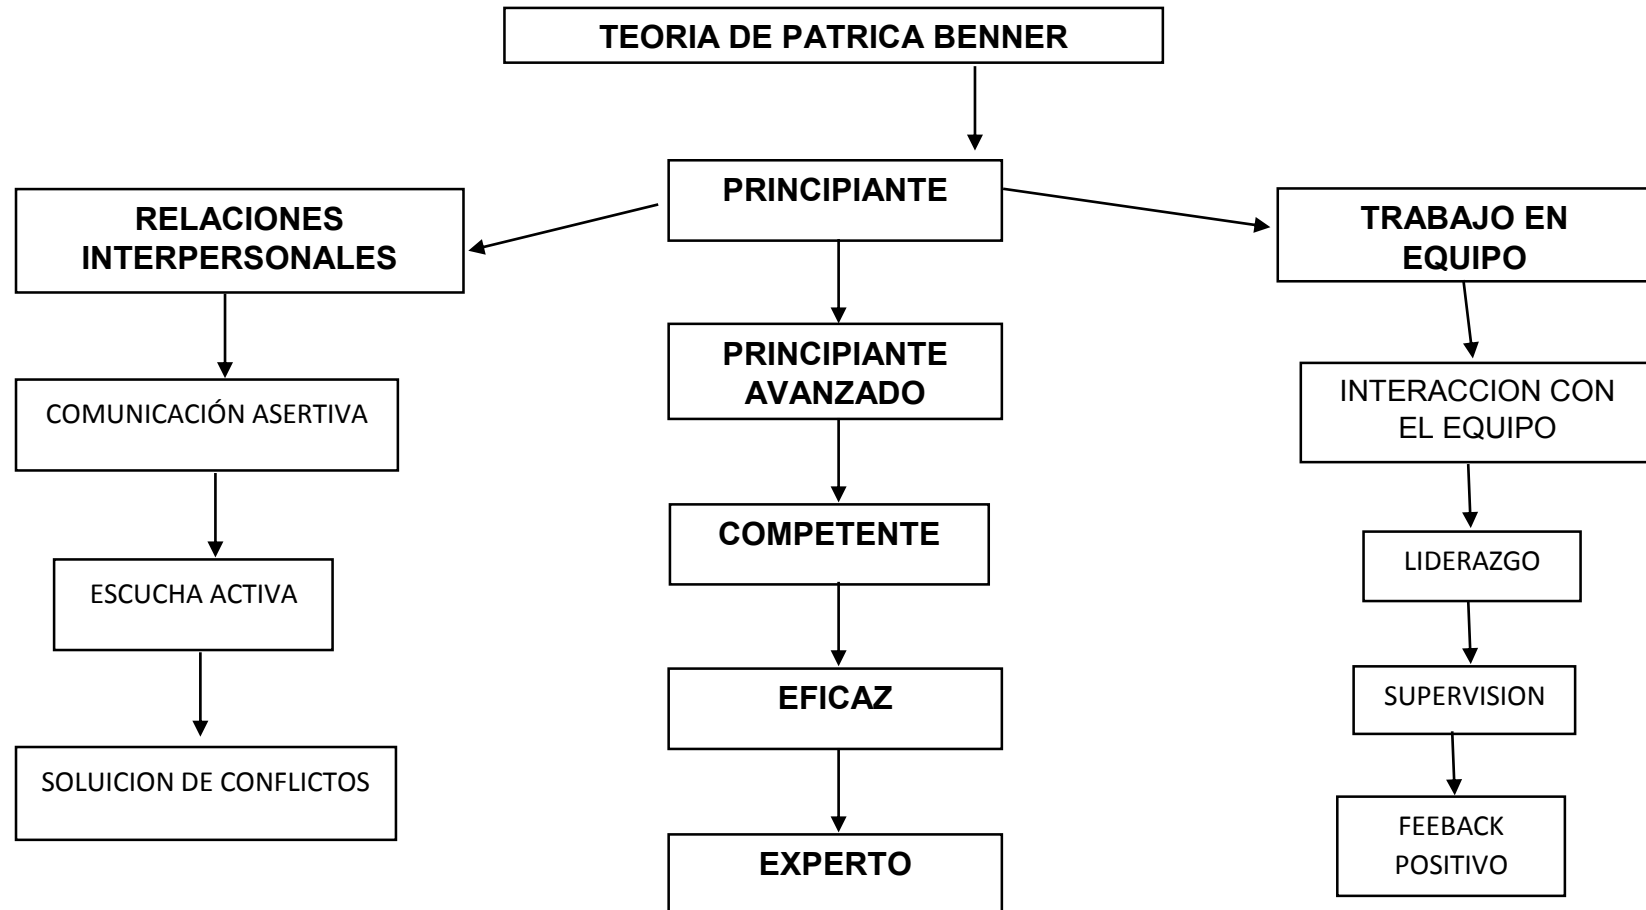 TEORIA DE PATRICA BENNER
PRINCIPIANTE
RELACIONES
INTERPERSONALES
TRABAJO EN
EQUIPO
PRINCIPIANTE
AVANZADO
COMUNICACIÓN ASERTIVA
INTERACCION CON
EL EQUIPO
COMPETENTE
ESCUCHA ACTIVA
LIDERAZGO
EFICAZ
SUPERVISION
SOLUICION DE CONFLICTOS
FEEBACK
POSITIVO
EXPERTO